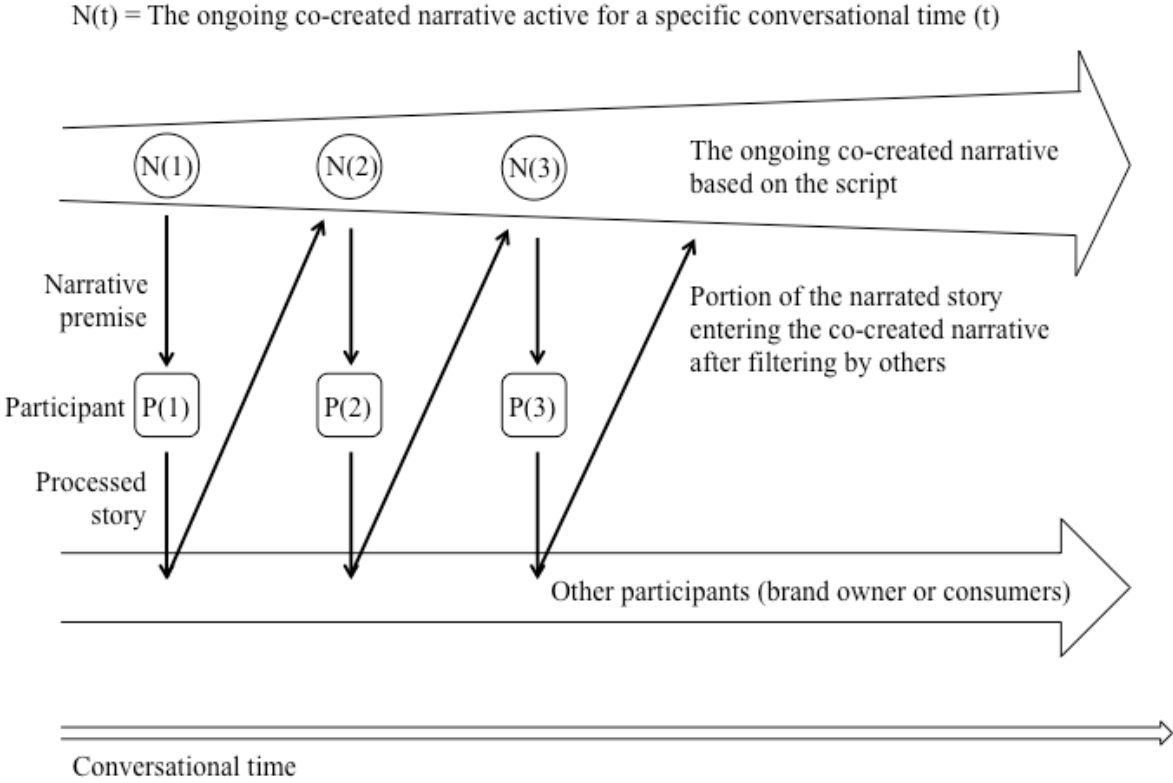 N(t) = The ongoing co-created narrative active for a specific conversational time (t)
N(1)
N(2)
N(3)
The ongoing co-created narrative
based on the script
Narrative
premise
Portion of the narrated story
entering the co-created narrative
after filtering by others
Participant
P(1)
P(2)
P(3)
Processed
story
Other participants (brand owner or consumers)
Conversational time